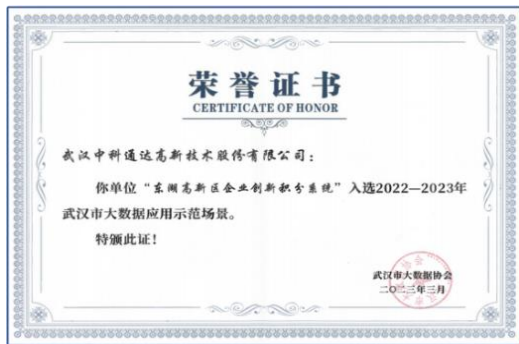 荣誉证书
CERTIFICATE OF HONOR
武汉中科通达高新技术股份有限公司：
你单位“东湖高新区企业创新积分系统”入选2022—2023年
武汉市大数据应用示范场景。
特颁此证！
武汉市大数据协会
二〇二三年三月